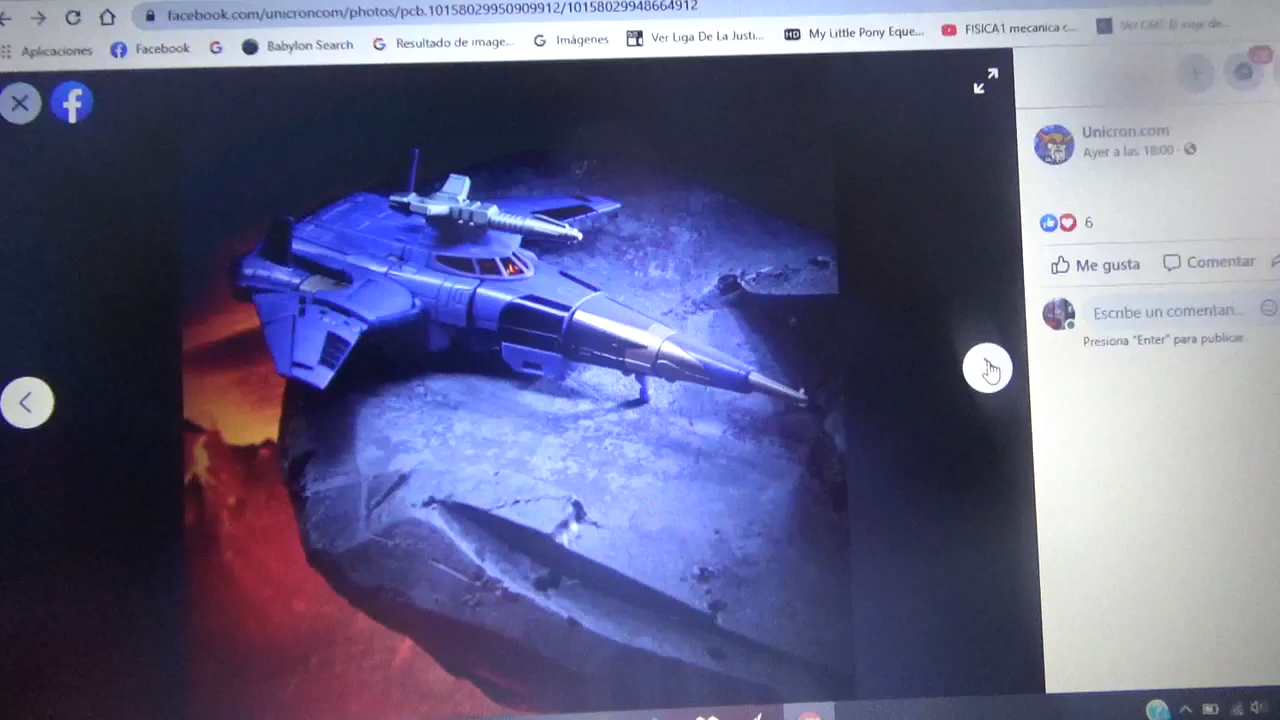 facebook.com/unicroncom/photos/pcb.10158029950909912/10158029948664912
Aplicaciones
Facebook
Babylon Search
Resultado de image...
Imágenes
Ver Liga De La Justi...
HD
My Little Pony Eque...
FISICA1 mecanica c...
Unicron.com
Ayer a las 18:00 ·
6
Me gusta
Comentar
Escribe un comentan...
Presiona "Enter" para publicar.